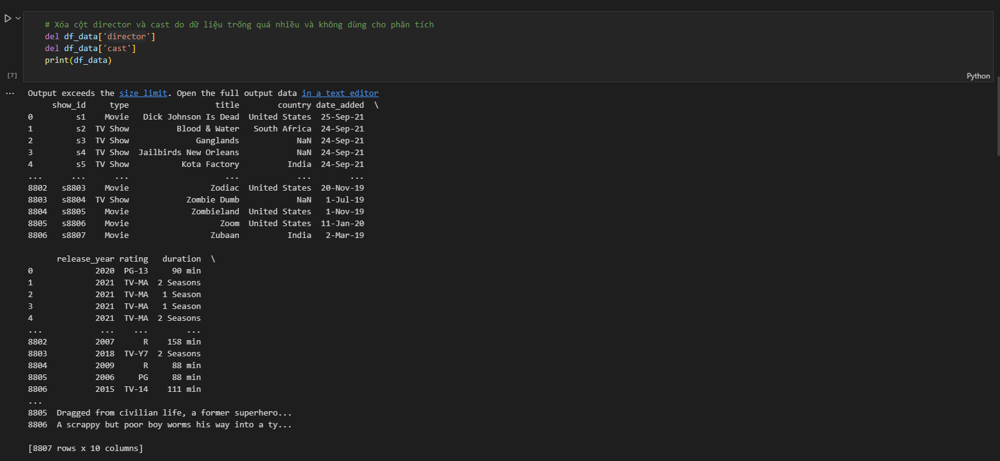 # Xóa cột director và cast do dữ liệu trống quá nhiều và không dùng cho phân tích
del df_data['director']
del df_data['cast']
print(df_data)
[7]
Python
... Output exceeds the size limit. Open the full output data in a text editor
     show_id     type                  title        country date_added  \
0         s1    Movie   Dick Johnson Is Dead  United States  25-Sep-21
1         s2  TV Show          Blood & Water   South Africa  24-Sep-21
2         s3  TV Show              Ganglands            NaN  24-Sep-21
3         s4  TV Show  Jailbirds New Orleans            NaN  24-Sep-21
4         s5  TV Show           Kota Factory          India  24-Sep-21
...      ...      ...                    ...            ...        ...
8802   s8803    Movie                 Zodiac  United States  20-Nov-19
8803   s8804  TV Show            Zombie Dumb            NaN   1-Jul-19
8804   s8805    Movie             Zombieland  United States   1-Nov-19
8805   s8806    Movie                   Zoom  United States  11-Jan-20
8806   s8807    Movie                 Zubaan          India   2-Mar-19
      release_year rating   duration  \
0             2020  PG-13     90 min
1             2021  TV-MA  2 Seasons
2             2021  TV-MA   1 Season
3             2021  TV-MA   1 Season
4             2021  TV-MA  2 Seasons
...            ...    ...        ...
8802          2007      R    158 min
8803          2018  TV-Y7  2 Seasons
8804          2009      R     88 min
8805          2006     PG     88 min
8806          2015  TV-14    111 min
...
8805  Dragged from civilian life, a former superhero...
8806  A scrappy but poor boy worms his way into a ty...
[8807 rows x 10 columns]